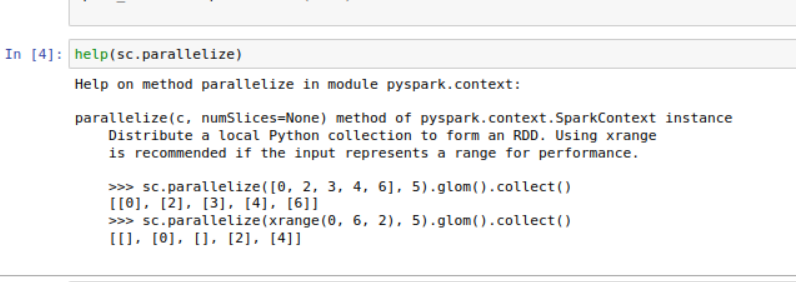 In [4]: help(sc.parallelize)
Help on method parallelize in module pyspark.context:
parallelize(c, numSlices=None) method of pyspark.context.SparkContext instance
Distribute a local Python collection to form an RDD. Using xrange
is recommended if the input represents a range for performance.
>>> sc.parallelize([0, 2, 3, 4, 6], 5).glom().collect()
[[0], [2], [3], [4], [6]]
>>> sc.parallelize(xrange(0, 6, 2), 5).glom().collect()
[[], [0], [], [2], [4]]